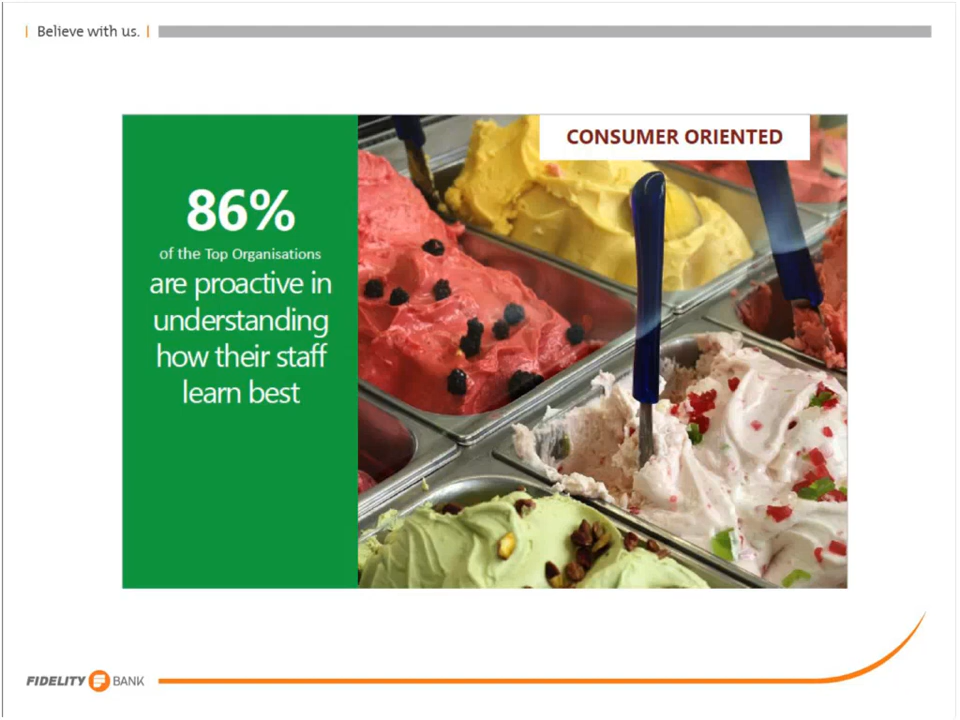 Believe with us.
CONSUMER ORIENTED
86%
of the Top Organisations
are proactive in
understanding
how their staff
learn best
FIDELITY BANK